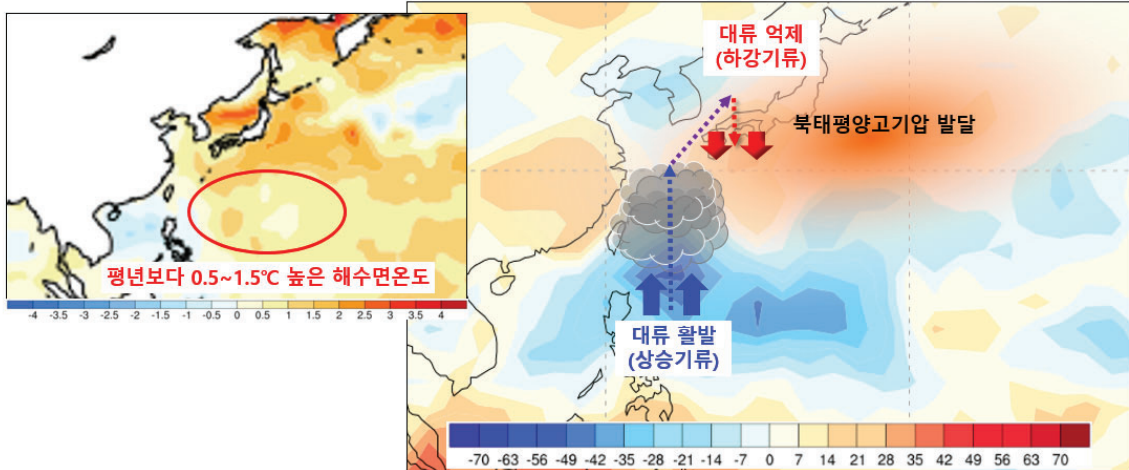 대류 억제
(하강기류)
북태평양고기압 발달
평년보다 0.5~1.5℃ 높은 해수면온도
-4 -3.5 -3 -2.5 -2 -1.5 -1 -0.5 0 0.5 1 1.5 2 2.5 3 3.5 4
대류 활발
(상승기류)
-70 -63 -56 -49 -42 -35 -28 -21 -14 -7 0 7 14 21 28 35 42 49 56 63 70